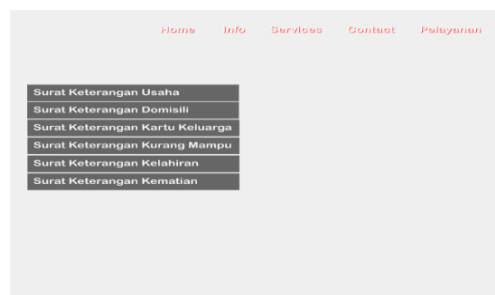 Home Info Services Contact Pelayanan
Surat Keterangan Usaha
Surat Keterangan Domisili
Surat Keterangan Kartu Keluarga
Surat Keterangan Kurang Mampu
Surat Keterangan Kelahiran
Surat Keterangan Kematian